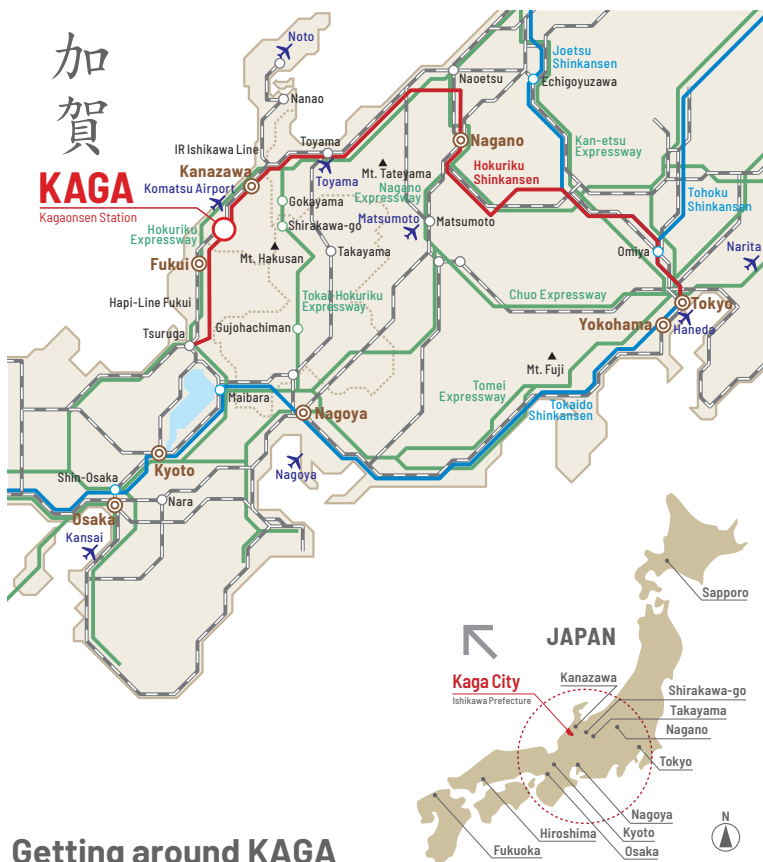 加
賀
KAGA
Kagaonsen Station
Noto
Nanao
IR Ishikawa Line
Toyama
Kanazawa
Komatsu Airport
Toyama
Gokayama
Shirakawa-go
Hokuriku
Expressway
Fukui
Mt. Hakusan
Takayama
Hapi-Line Fukui
Tokai-Hokuriku
Expressway
Gujohachiman
Tsuruga
Naoetsu
Joetsu
Shinkansen
Echigoyuzawa
Nagano
Kan-etsu
Expressway
Mt. Tateyama
Hokuriku
Shinkansen
Nagano
Expressway
Matsumoto
Matsumoto
Tohoku
Shinkansen
Omiya
Narita
Chuo Expressway
Tokyo
Yokohama
Haneda
Mt. Fuji
Tomei
Expressway
Tokaido
Shinkansen
Maibara
Nagoya
Kyoto
Nagoya
Shin-Osaka
Osaka
Nara
Kansai
Sapporo
JAPAN
Kaga City
Ishikawa Prefecture
Kanazawa
Shirakawa-go
Takayama
Nagano
Tokyo
Nagoya
Hiroshima
Kyoto
Fukuoka
Osaka
N
Getting around KAGA